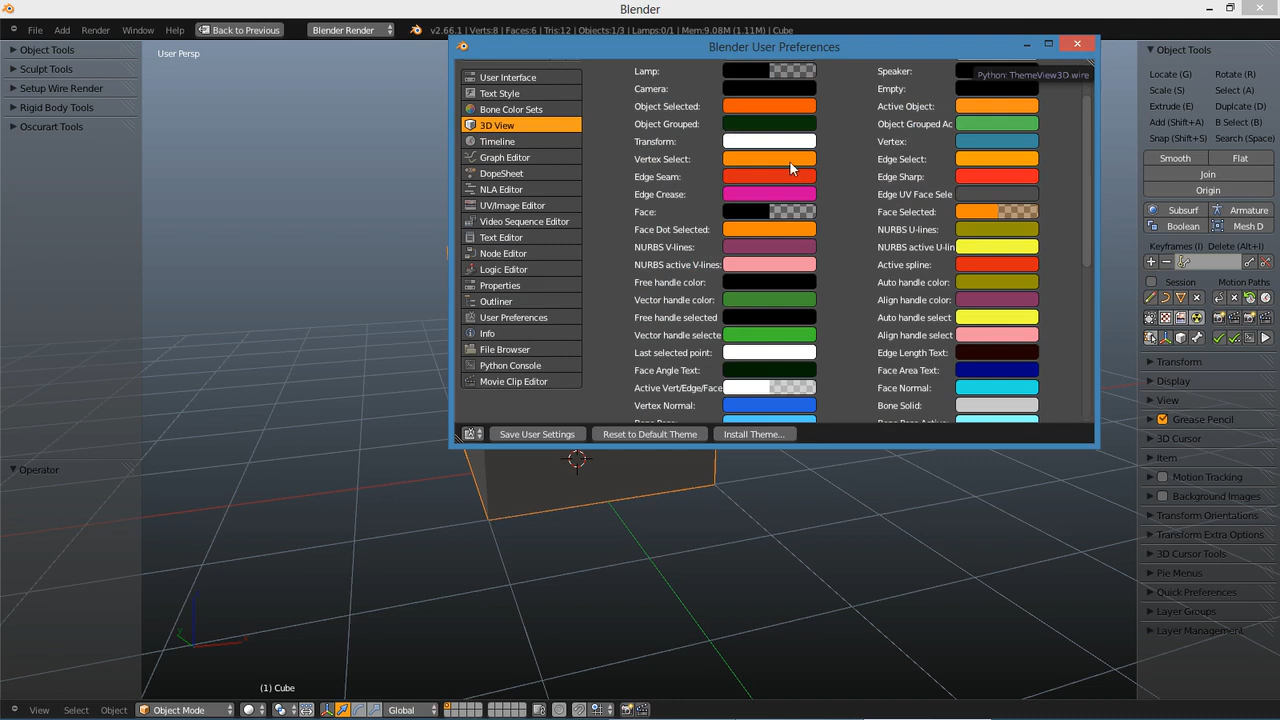 Blender
File Add Render Window Help Back to Previous Blender Render v2.66.1 | Verts:8 | Faces:6 | Tris:12 | Objects:1/3 | Lamps:0/1 | Mem:9.08M (1.11M) | Cube
User Persp
Object Tools
Sculpt Tools
Setup Wire Render
Rigid Body Tools
Oscurart Tools
Operator
Blender User Preferences
User Interface
Text Style
Bone Color Sets
3D View
Timeline
Graph Editor
DopeSheet
NLA Editor
UV/Image Editor
Video Sequence Editor
Text Editor
Node Editor
Logic Editor
Properties
Outliner
User Preferences
Info
File Browser
Python Console
Movie Clip Editor
Lamp: Speaker:
Python: ThemeView3D.wire
Camera: Empty:
Object Selected: Active Object:
Object Grouped: Object Grouped Ac
Transform: Vertex:
Vertex Select: Edge Select:
Edge Seam: Edge Sharp:
Edge Crease: Edge UV Face Sele
Face: Face Selected:
Face Dot Selected: NURBS U-lines:
NURBS V-lines: NURBS active U-lin
NURBS active V-lines: Active spline:
Free handle color: Auto handle color:
Vector handle color: Align handle color:
Free handle selected Auto handle select
Vector handle selecte Align handle select
Last selected point: Edge Length Text:
Face Angle Text: Face Area Text:
Active Vert/Edge/Face Face Normal:
Vertex Normal: Bone Solid:
Save User Settings Reset to Default Theme Install Theme...
Object Tools
Locate (G) Rotate (R)
Scale (S) Select (A)
Extrude (E) Duplicate (D)
Add (Shift+A) B Select (B)
Snap (Shift+S) Search (Space)
Smooth Flat
Join
Origin
Subsurf Armature
Boolean Mesh D
Keyframes (I) Delete (Alt+I)
Session Motion Paths
Transform
Display
View
Grease Pencil
3D Cursor
Item
Motion Tracking
Background Images
Transform Orientations
Transform Extra Options
3D Cursor Tools
Pie Menus
Quick Preferences
Layer Groups
Layer Management
(1) Cube
View Select Object Object Mode Global